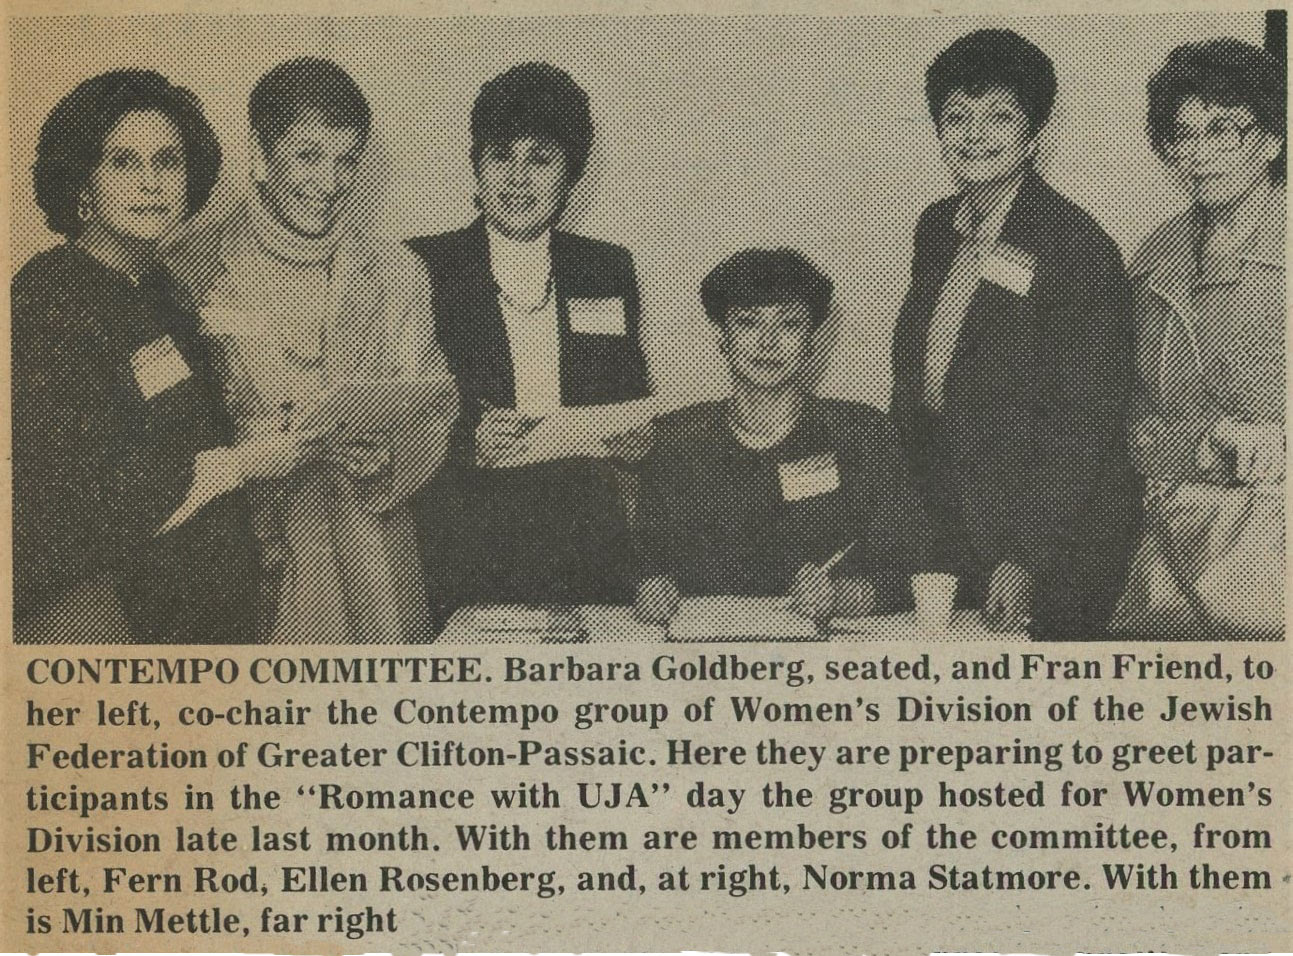 CONTEMPO COMMITTEE. Barbara Goldberg, seated, and Fran Friend, to
her left, co-chair the Contempo group of Women's Division of the Jewish
Federation of Greater Clifton-Passaic. Here they are preparing to greet par-
ticipants in the “Romance with UJA” day the group hosted for Women's
Division late last month. With them are members of the committee, from
left, Fern Rod, Ellen Rosenberg, and, at right, Norma Statmore. With them
is Min Mettle, far right